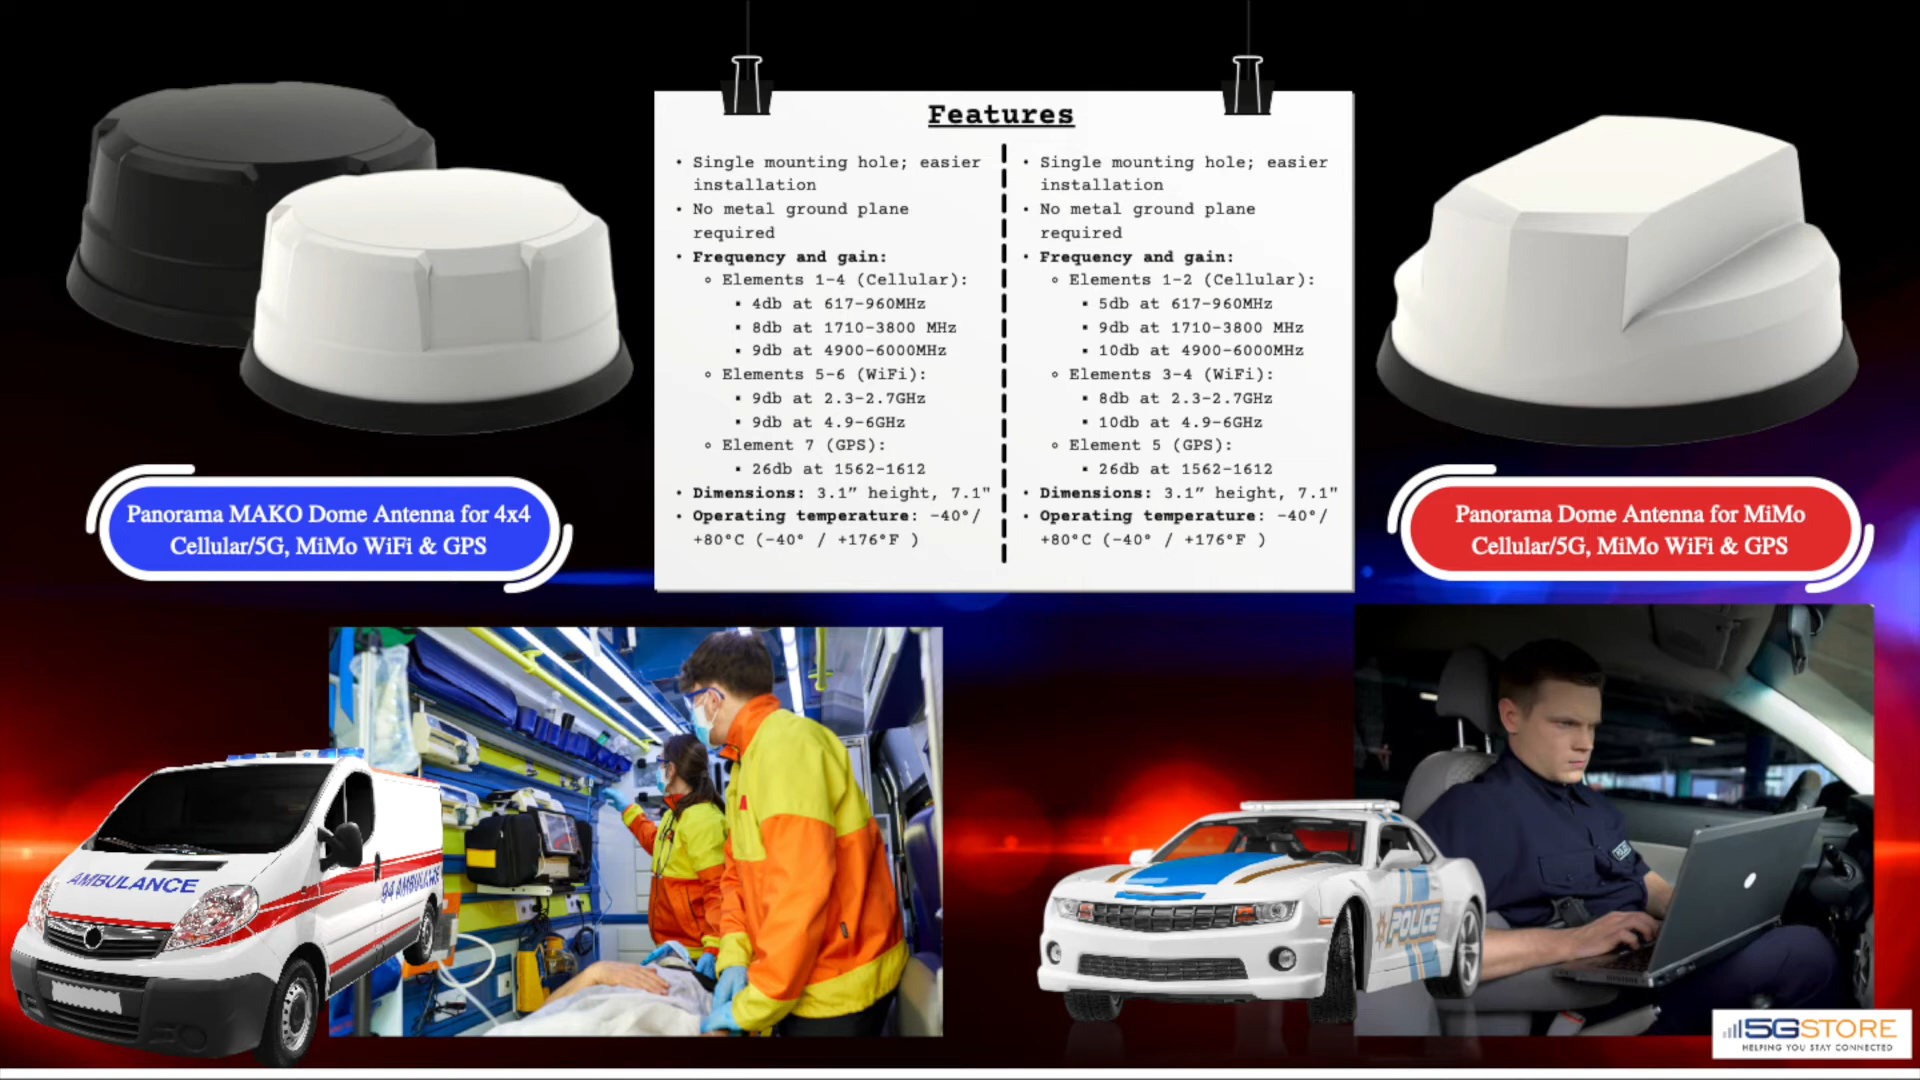 Features
• Single mounting hole; easier
installation
• No metal ground plane
required
• Frequency and gain:
◦ Elements 1-4 (Cellular):
▪ 4db at 617-960MHz
▪ 8db at 1710-3800 MHz
▪ 9db at 4900-6000MHz
◦ Elements 5-6 (WiFi):
▪ 9db at 2.3-2.7GHz
▪ 9db at 4.9-6GHz
◦ Element 7 (GPS):
▪ 26db at 1562-1612
• Dimensions: 3.1” height, 7.1"
• Operating temperature: -40°/
+80°C (-40° / +176°F )
• Single mounting hole; easier
installation
• No metal ground plane
required
• Frequency and gain:
◦ Elements 1-2 (Cellular):
▪ 5db at 617-960MHz
▪ 9db at 1710-3800 MHz
▪ 10db at 4900-6000MHz
◦ Elements 3-4 (WiFi):
▪ 8db at 2.3-2.7GHz
▪ 10db at 4.9-6GHz
◦ Element 5 (GPS):
▪ 26db at 1562-1612
• Dimensions: 3.1” height, 7.1"
• Operating temperature: -40°/
+80°C (-40° / +176°F )
Panorama MAKO Dome Antenna for 4x4
Cellular/5G, MiMo WiFi & GPS
Panorama Dome Antenna for MiMo
Cellular/5G, MiMo WiFi & GPS
AMBULANCE
94 AMBULANCE
POLICE
5GSTORE
HELPING YOU STAY CONNECTED